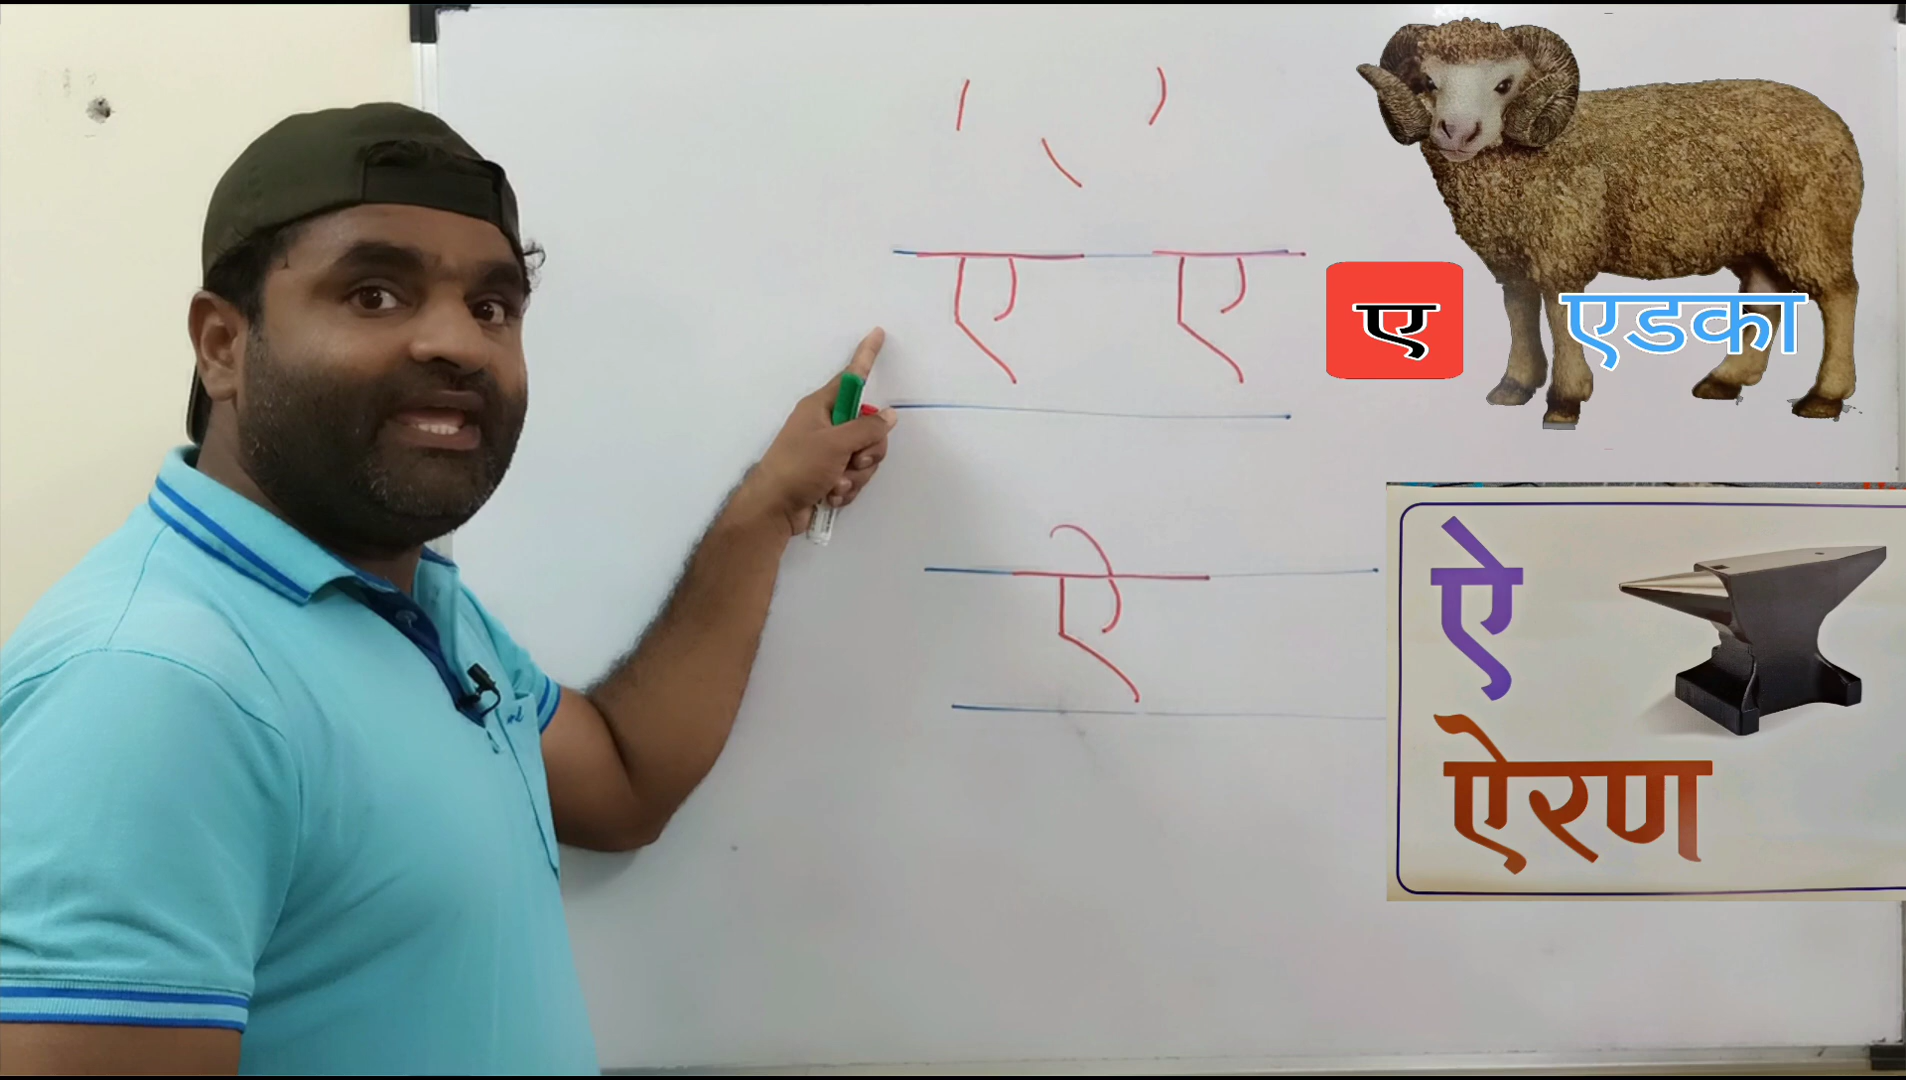 ए ए
ए एडका
ऐ
ऐ
ऐरण